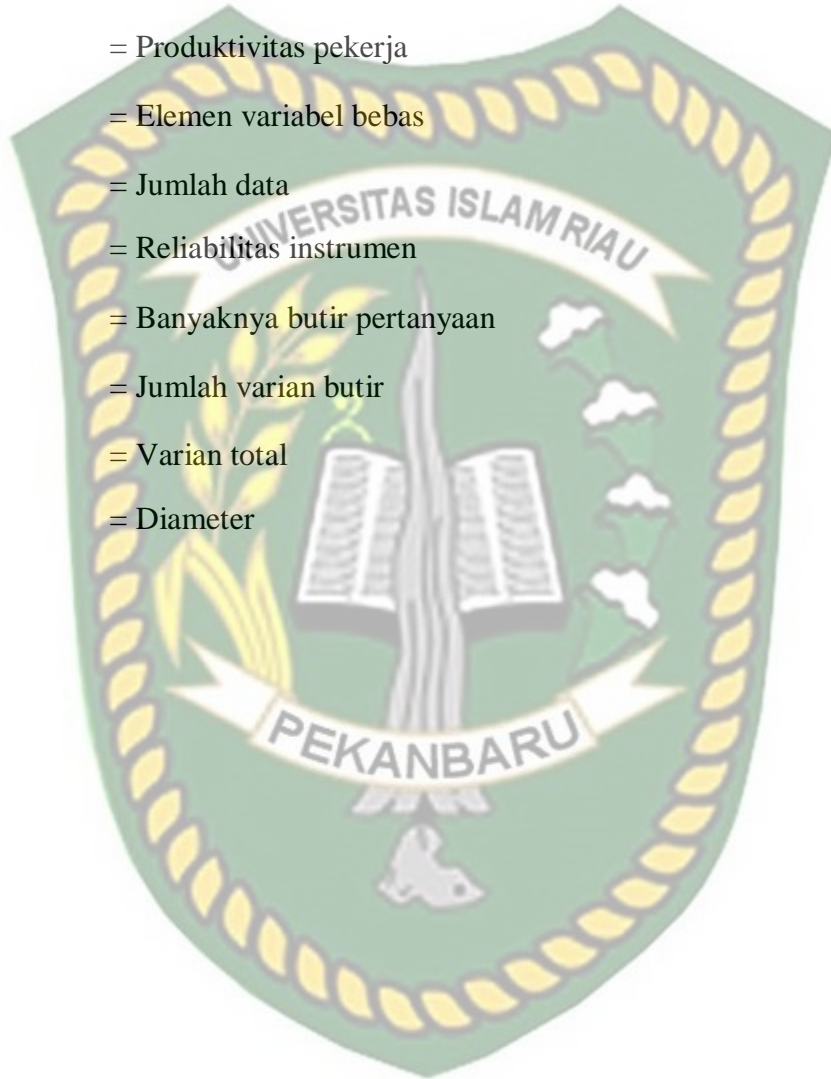 = Produktivitas pekerja
= Elemen variabel bebas
= Jumlah data
UNIVERSITAS ISLAM RIAU
= Reliabilitas instrumen
= Banyaknya butir pertanyaan
= Jumlah varian butir
= Varian total
= Diameter
PEKANBARU